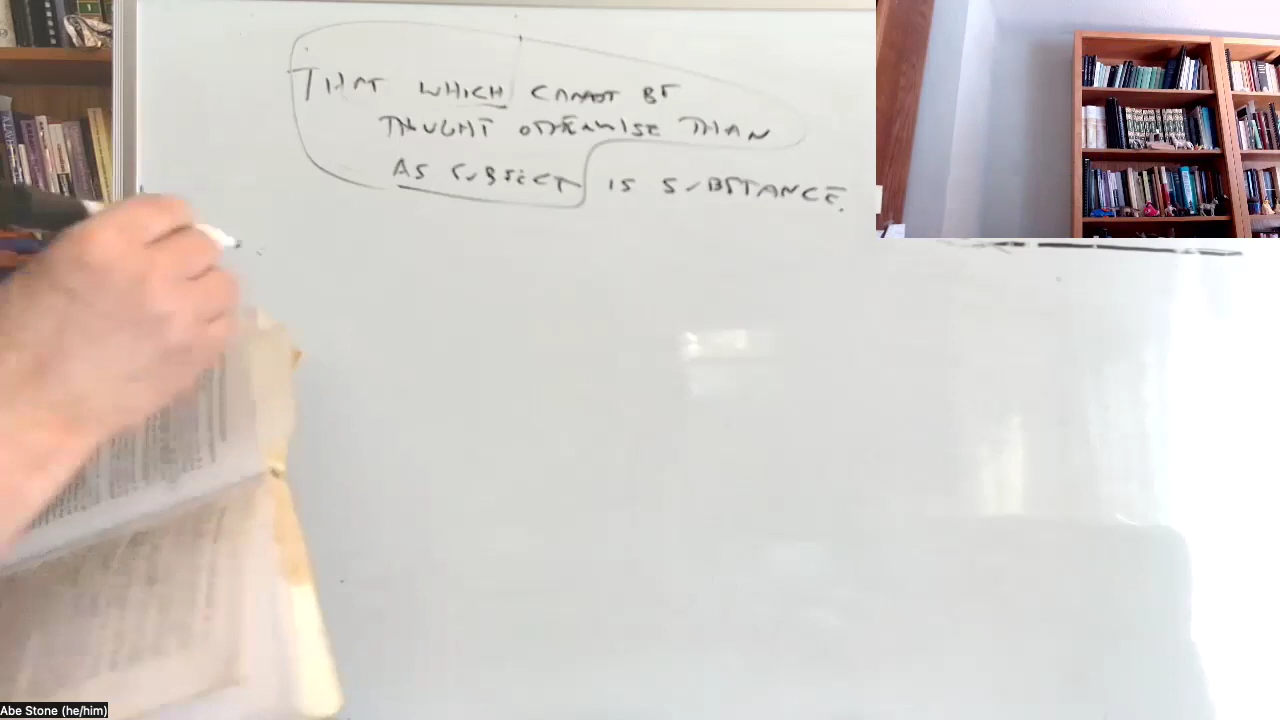 THAT WHICH CANNOT BE
THOUGHT OTHERWISE THAN
AS SUBJECT IS SUBSTANCE.
Abe Stone (he/him)